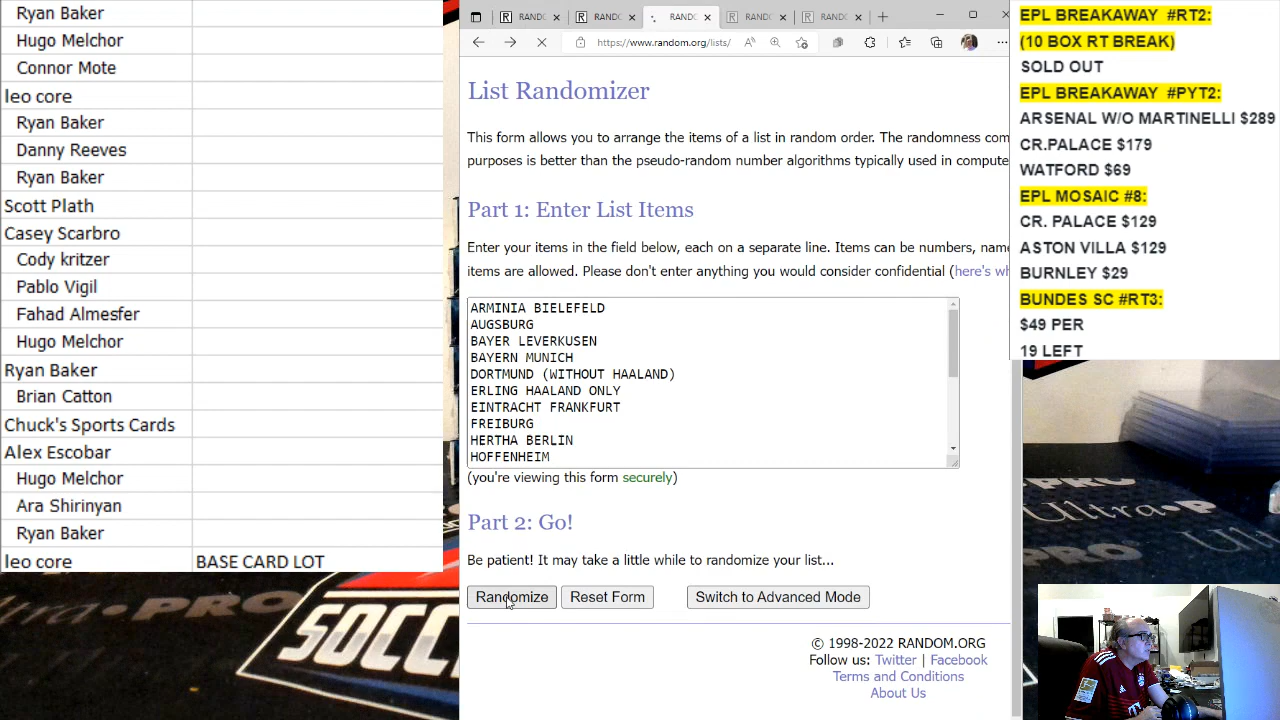 Ryan Baker
Hugo Melchor
Connor Mote
leo core
Ryan Baker
Danny Reeves
Ryan Baker
Scott Plath
Casey Scarbro
Cody kritzer
Pablo Vigil
Fahad Almesfer
Hugo Melchor
Ryan Baker
Brian Catton
Chuck's Sports Cards
Alex Escobar
Hugo Melchor
Ara Shirinyan
Ryan Baker
leo core BASE CARD LOT
SOCC
RANDO RANDO RANDO RANDO RANDO
https://www.random.org/lists/
List Randomizer
This form allows you to arrange the items of a list in random order. The randomness com
purposes is better than the pseudo-random number algorithms typically used in compute
Part 1: Enter List Items
Enter your items in the field below, each on a separate line. Items can be numbers, name
items are allowed. Please don't enter anything you would consider confidential (here's wh
ARMINIA BIELEFELD
AUGSBURG
BAYER LEVERKUSEN
BAYERN MUNICH
DORTMUND (WITHOUT HAALAND)
ERLING HAALAND ONLY
EINTRACHT FRANKFURT
FREIBURG
HERTHA BERLIN
HOFFENHEIM
(you're viewing this form securely)
Part 2: Go!
Be patient! It may take a little while to randomize your list...
Randomize Reset Form Switch to Advanced Mode
© 1998-2022 RANDOM.ORG
Follow us: Twitter | Facebook
Terms and Conditions
About Us
EPL BREAKAWAY #RT2:
(10 BOX RT BREAK)
SOLD OUT
EPL BREAKAWAY #PYT2:
ARSENAL W/O MARTINELLI $289
CR.PALACE $179
WATFORD $69
EPL MOSAIC #8:
CR. PALACE $129
ASTON VILLA $129
BURNLEY $29
BUNDES SC #RT3:
$49 PER
19 LEFT
PRO
Ultra P
PRO